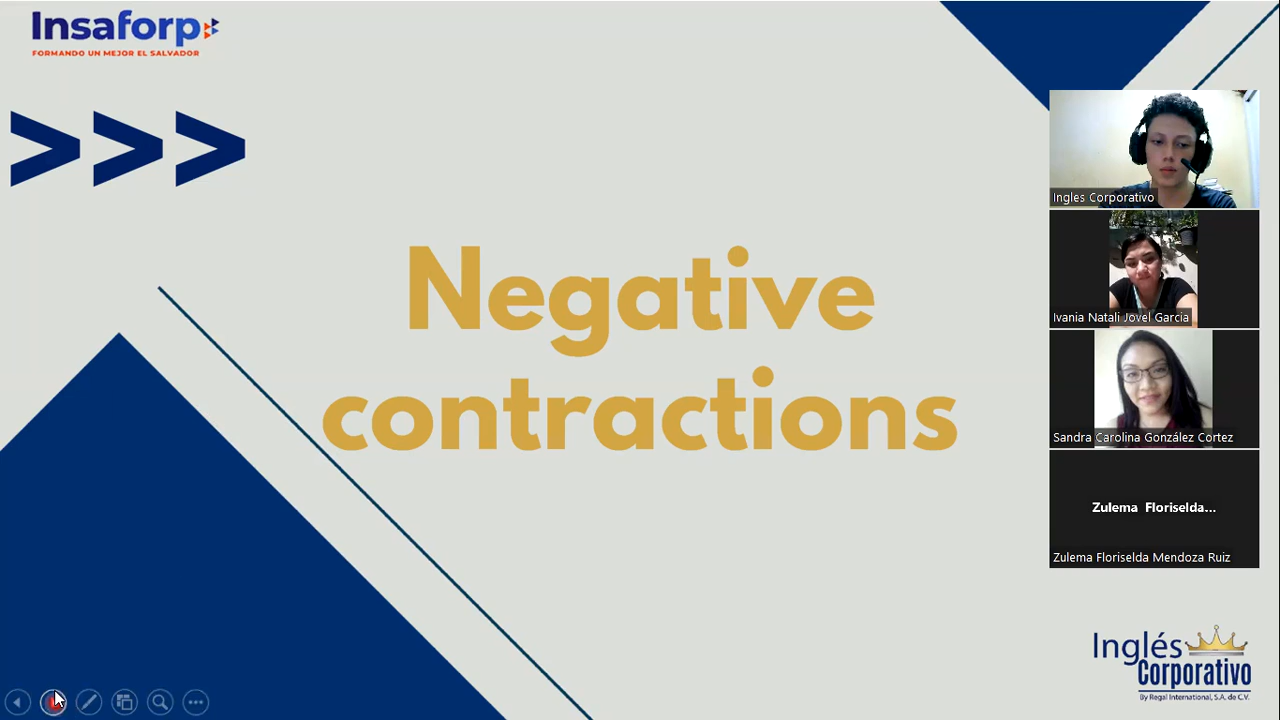 Insaforp
FORMANDO UN MEJOR EL SALVADOR
>>>
Negative
contractions
Ingles Corporativo
Ivania Natali Jovel Garcia
Sandra Carolina González Cortez
Zulema Floriselda...
Zulema Floriselda Mendoza Ruiz
Inglés
Corporativo
By Regal International, S.A. de C.V.